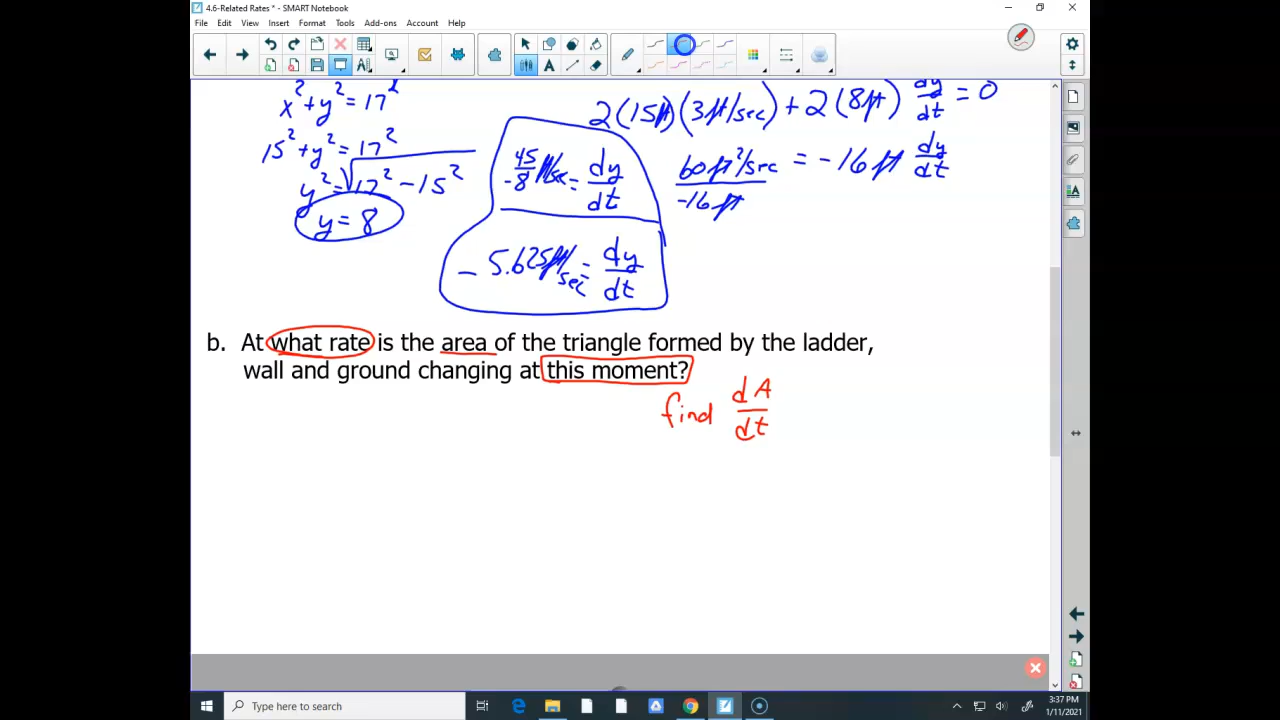 4.6-Related Rates * - SMART Notebook
File Edit View Insert Format Tools Add-ons Account Help
x² + y² = 17²
15² + y² = 17²
y² = √17² - 15²
y = 8
2(15ft)(3ft/sec) + 2(8ft) dy/dt = 0
60ft²/sec / -16ft = -16ft dy/dt
45/-8 ft/sec = dy/dt
- 5.625ft/sec = dy/dt
b. At what rate is the area of the triangle formed by the ladder,
wall and ground changing at this moment?
find dA/dt
Type here to search
3:37 PM
1/11/2021